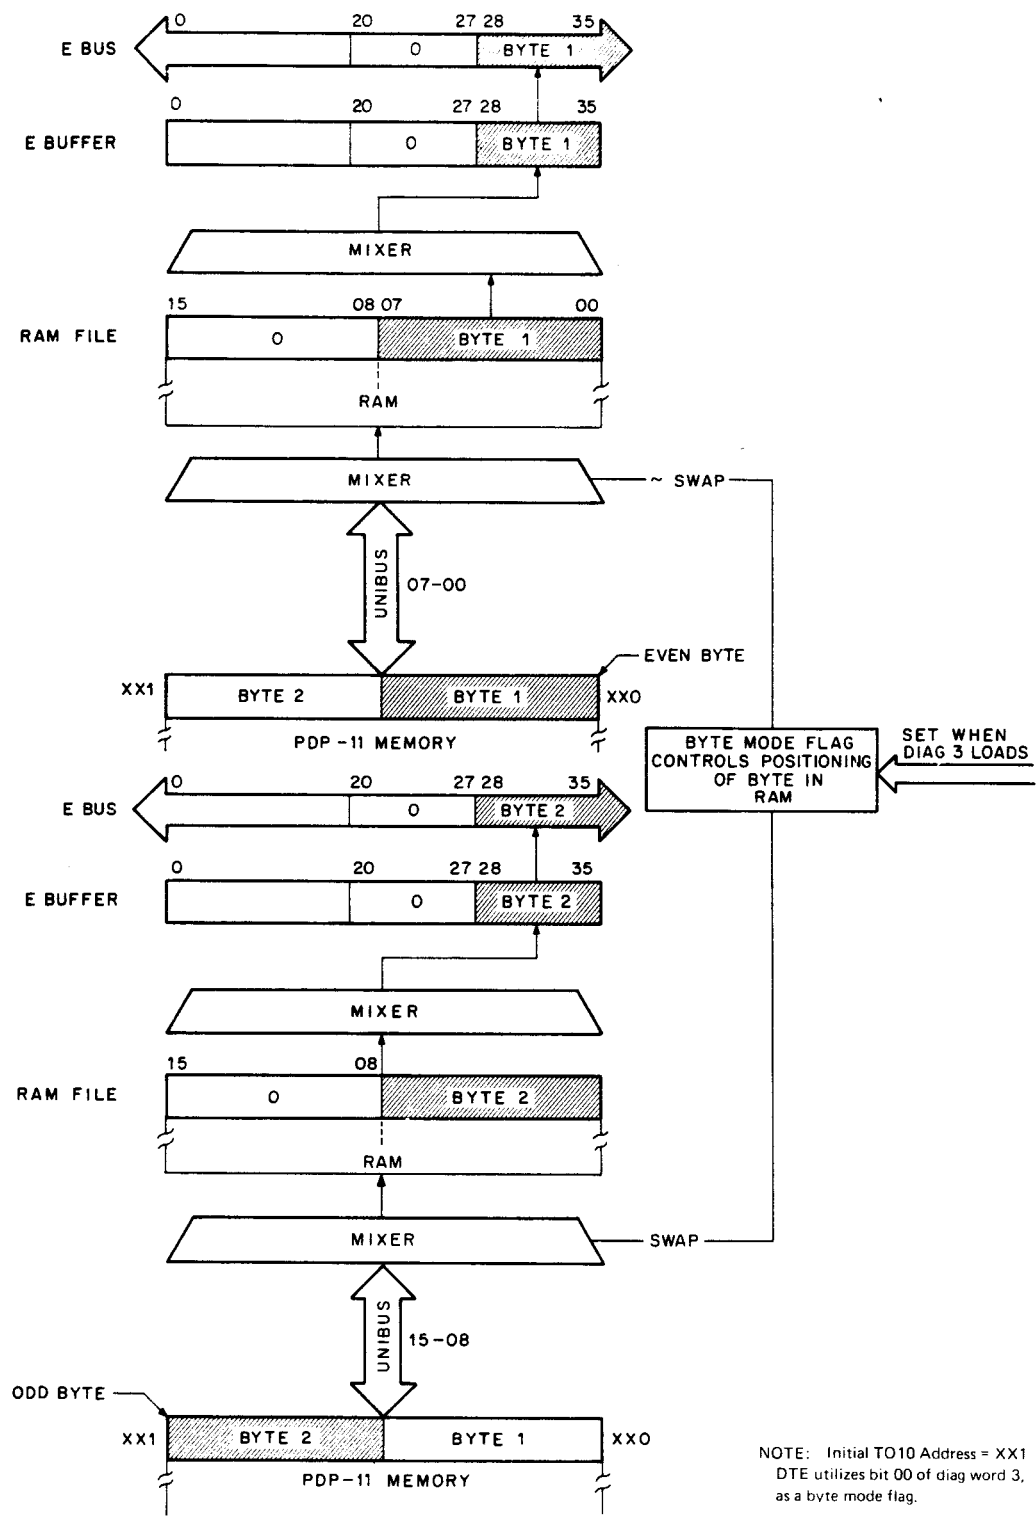 0 20 27 28 35
E BUS 0 BYTE 1
0 20 27 28 35
E BUFFER 0 BYTE 1
MIXER
15 08 07 00
RAM FILE 0 BYTE 1
RAM
MIXER ~ SWAP
UNIBUS 07-00
EVEN BYTE
XX1 BYTE 2 BYTE 1 XX0
PDP-11 MEMORY
BYTE MODE FLAG
CONTROLS POSITIONING
OF BYTE IN
RAM
SET WHEN
DIAG 3 LOADS
0 20 27 28 35
E BUS 0 BYTE 2
0 20 27 28 35
E BUFFER 0 BYTE 2
MIXER
15 08
RAM FILE 0 BYTE 2
RAM
MIXER SWAP
UNIBUS 15-08
ODD BYTE
XX1 BYTE 2 BYTE 1 XX0
PDP-11 MEMORY
NOTE: Initial TO10 Address = XX1
DTE utilizes bit 00 of diag word 3,
as a byte mode flag.